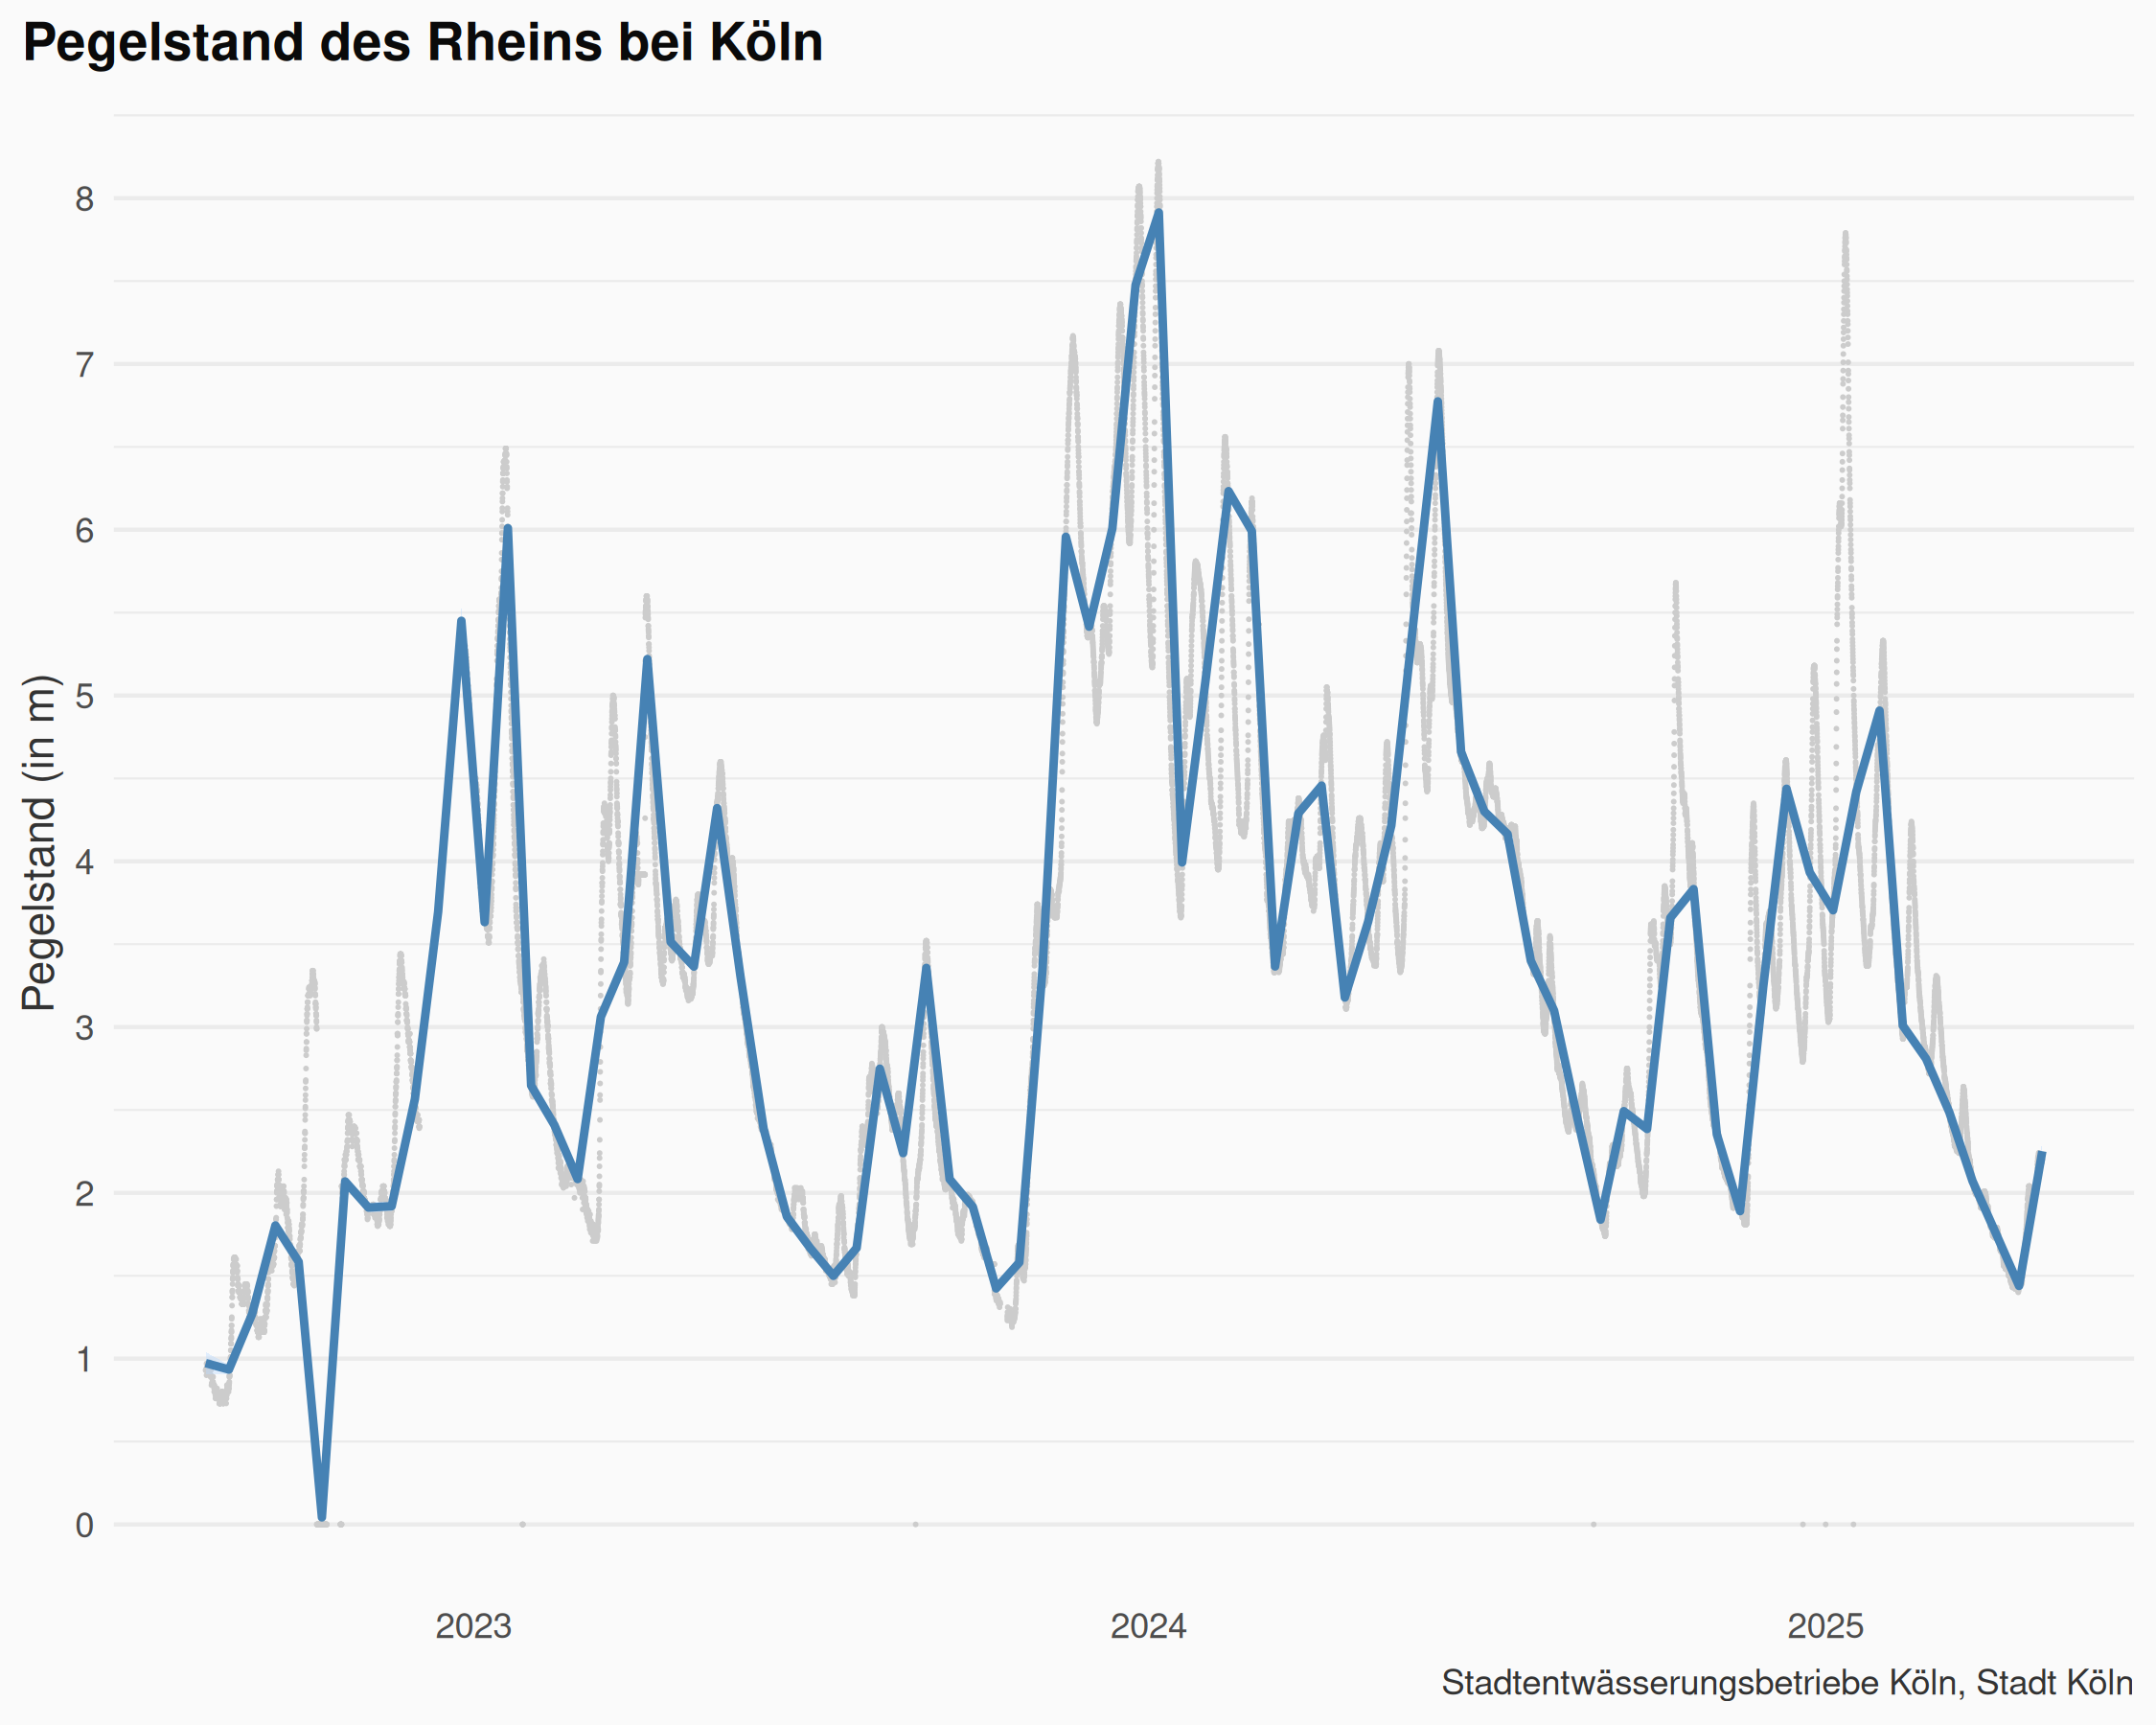 Pegelstand des Rheins bei Köln
Pegelstand (in m)
8
7
6
5
4
3
2
1
0
2023 2024 2025
Stadtentwässerungsbetriebe Köln, Stadt Köln